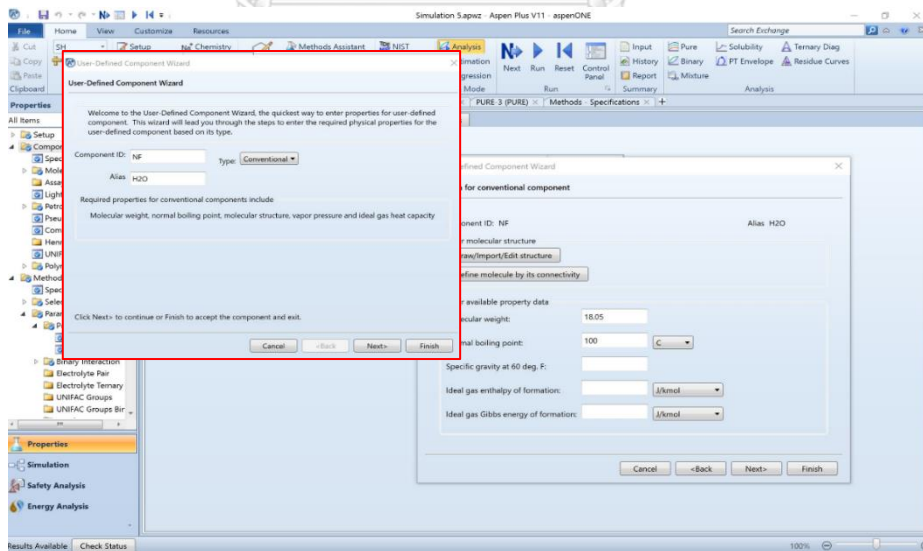 Simulation 5.apwz - Aspen Plus V11 - aspenONE
File Home View Customize Resources Search Exchange
Cut SH Setup Chemistry Methods Assistant NIST Analysis Input Pure Solubility Ternary Diag
Copy Next Run Reset Control Panel History Binary PT Envelope Residue Curves
Paste Report Mixture
Clipboard Mode Run Summary Analysis
Properties PURE-3 (PURE) Methods - Specifications
All Items
Setup
Light
Hen
UNIF
Binary Interaction
Electrolyte Pair
Electrolyte Ternary
UNIFAC Groups
UNIFAC Groups Bin
Properties
Simulation
Safety Analysis
Energy Analysis
User-Defined Component Wizard
User-Defined Component Wizard
Welcome to the User-Defined Component Wizard, the quickest way to enter properties for user-defined
component. This wizard will lead you through the steps to enter the required physical properties for the
user-defined component based on its type.
Component ID: NF Type: Conventional
Alias H2O
Required properties for conventional components include
Molecular weight, normal boiling point, molecular structure, vapor pressure and ideal gas heat capacity
Click Next> to continue or Finish to accept the component and exit.
Cancel <Back Next> Finish
efined Component Wizard
for conventional component
onent ID: NF Alias H2O
r molecular structure
raw/Import/Edit structure
efine molecule by its connectivity
r available property data
ecular weight: 18.05
mal boiling point: 100 C
Specific gravity at 60 deg. F:
Ideal gas enthalpy of formation: J/kmol
Ideal gas Gibbs energy of formation: J/kmol
Cancel <Back Next> Finish
Results Available Check Status 100%